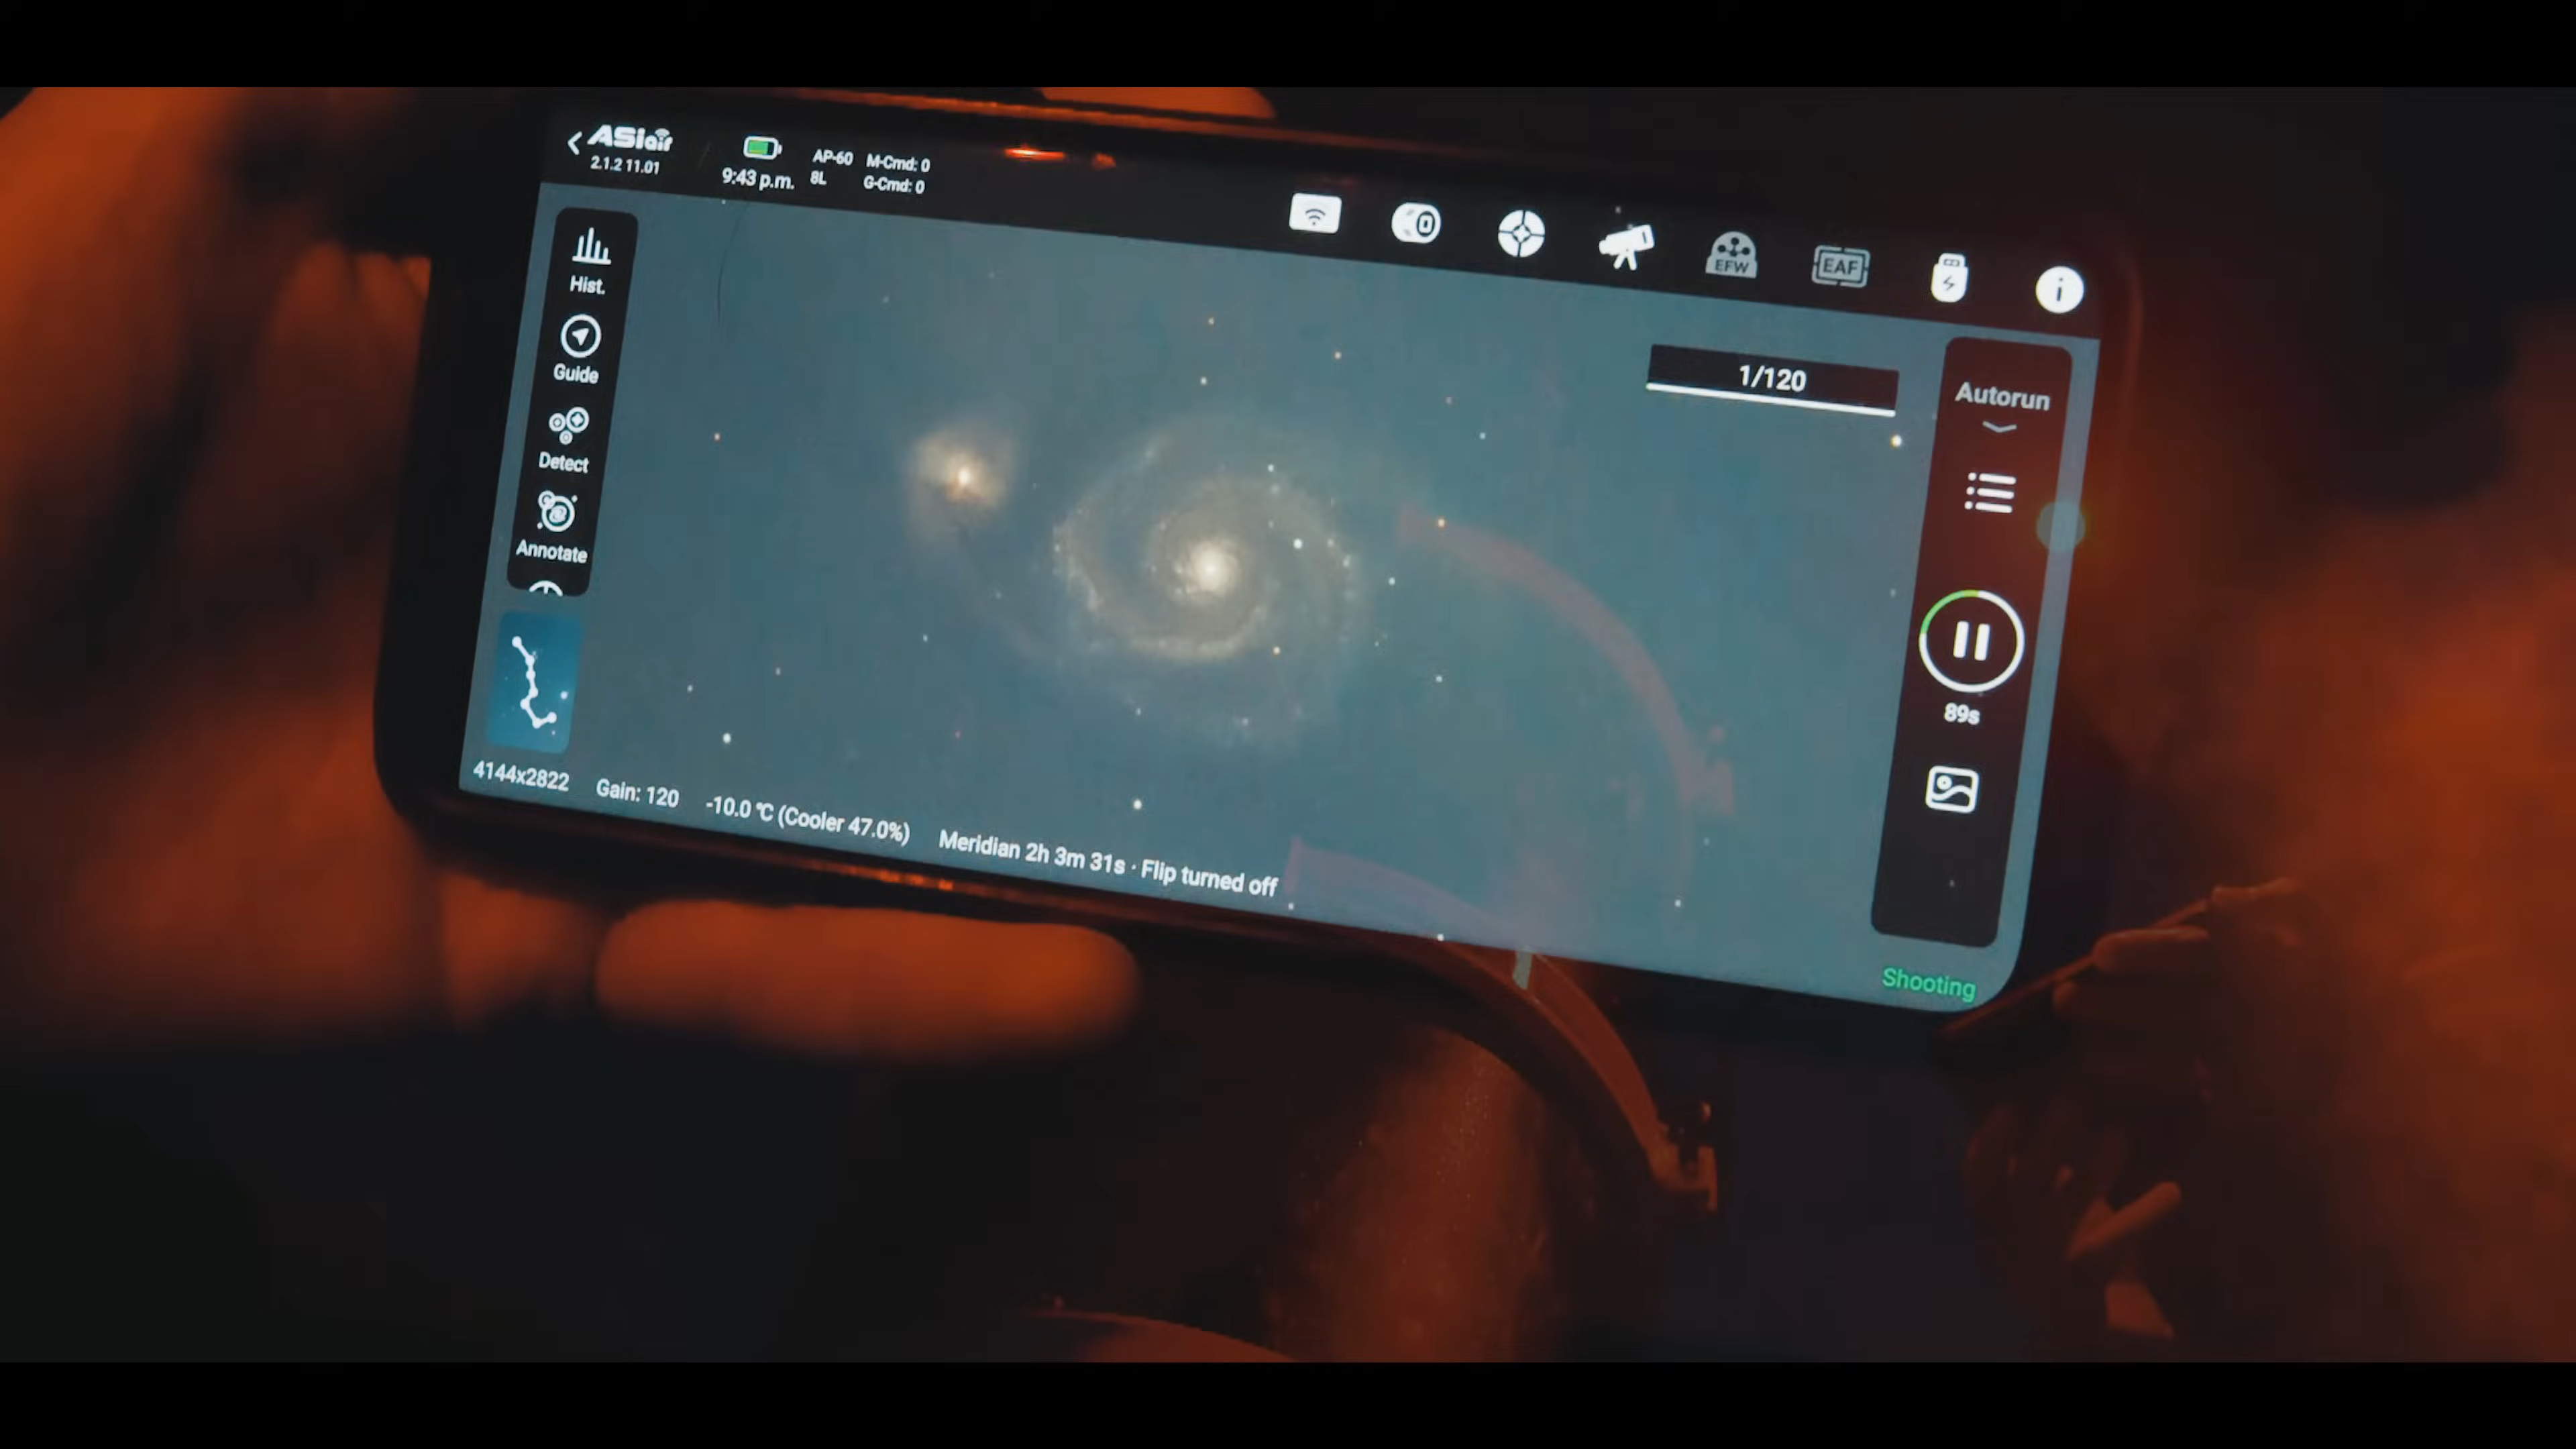 ASIair
2.1.2 11.01
9:43 p.m.
AP-60 M-Cmd: 0
8L G-Cmd: 0
EFW
EAF
i
Hist.
Guide
Detect
Annotate
1/120
Autorun
89s
4144x2822 Gain: 120 -10.0 ℃ (Cooler 47.0%) Meridian 2h 3m 31s · Flip turned off
Shooting